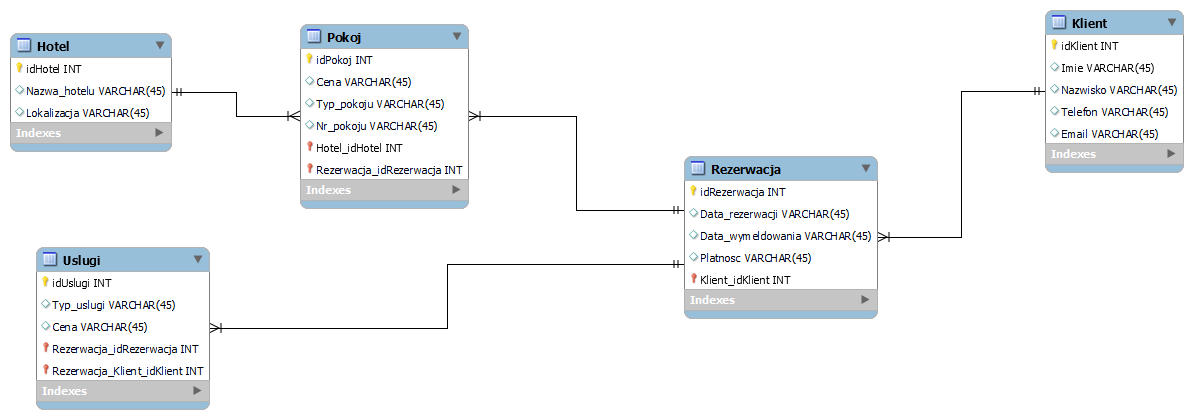 Hotel
idHotel INT
Nazwa_hotelu VARCHAR(45)
Lokalizacja VARCHAR(45)
Indexes
Pokoj
idPokoj INT
Cena VARCHAR(45)
Typ_pokoju VARCHAR(45)
Nr_pokoju VARCHAR(45)
Hotel_idHotel INT
Rezerwacja_idRezerwacja INT
Indexes
Klient
idKlient INT
Imie VARCHAR(45)
Nazwisko VARCHAR(45)
Telefon VARCHAR(45)
Email VARCHAR(45)
Indexes
Rezerwacja
idRezerwacja INT
Data_rezerwacji VARCHAR(45)
Data_wymeldowania VARCHAR(45)
Platnosc VARCHAR(45)
Klient_idKlient INT
Indexes
Uslugi
idUslugi INT
Typ_uslugi VARCHAR(45)
Cena VARCHAR(45)
Rezerwacja_idRezerwacja INT
Rezerwacja_Klient_idKlient INT
Indexes